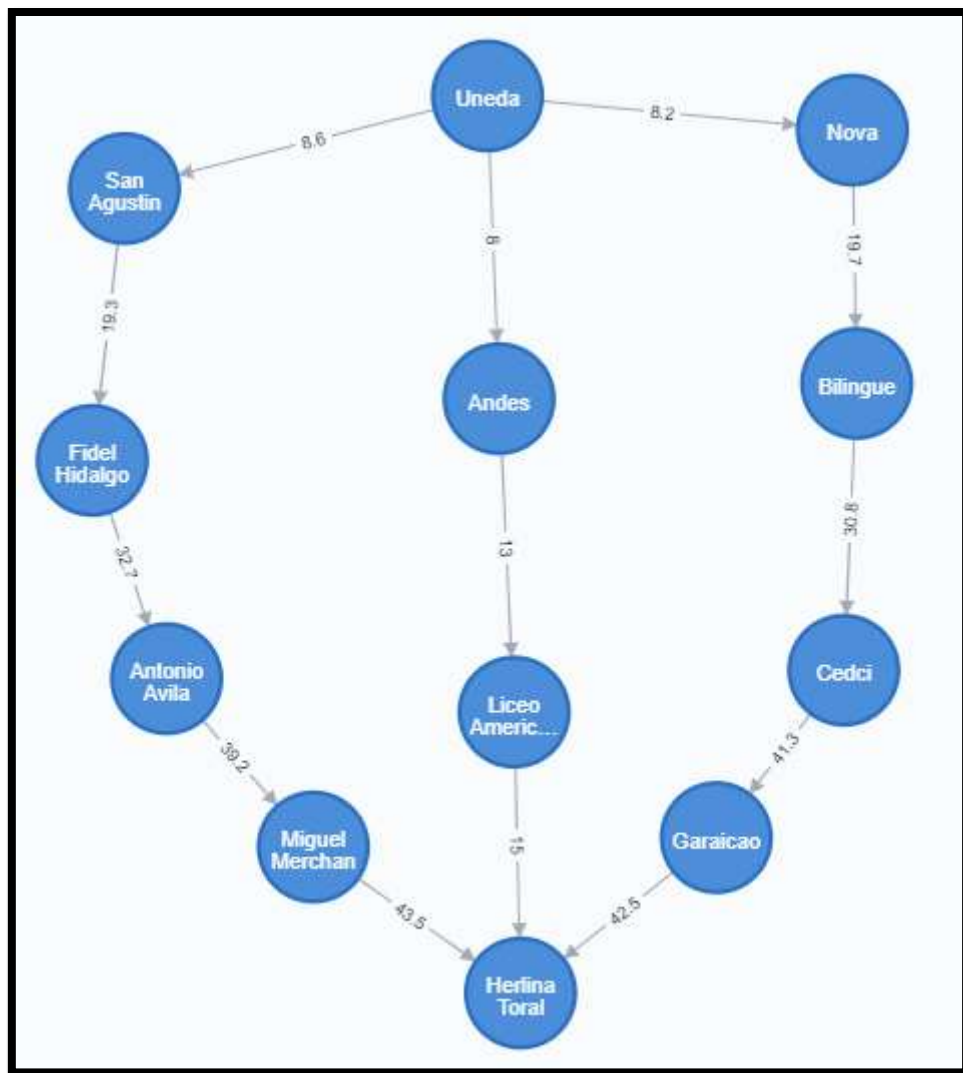 Uneda
8.2
Nova
8.6
San
Agustin
8
19.7
19.3
Andes
Bilingue
Fidel
Hidalgo
30.8
13
32.7
Antonio
Avila
Cedci
Liceo
Americ...
39.2
41.3
Miguel
Merchan
15
Garaicao
43.5
42.5
Herlina
Toral